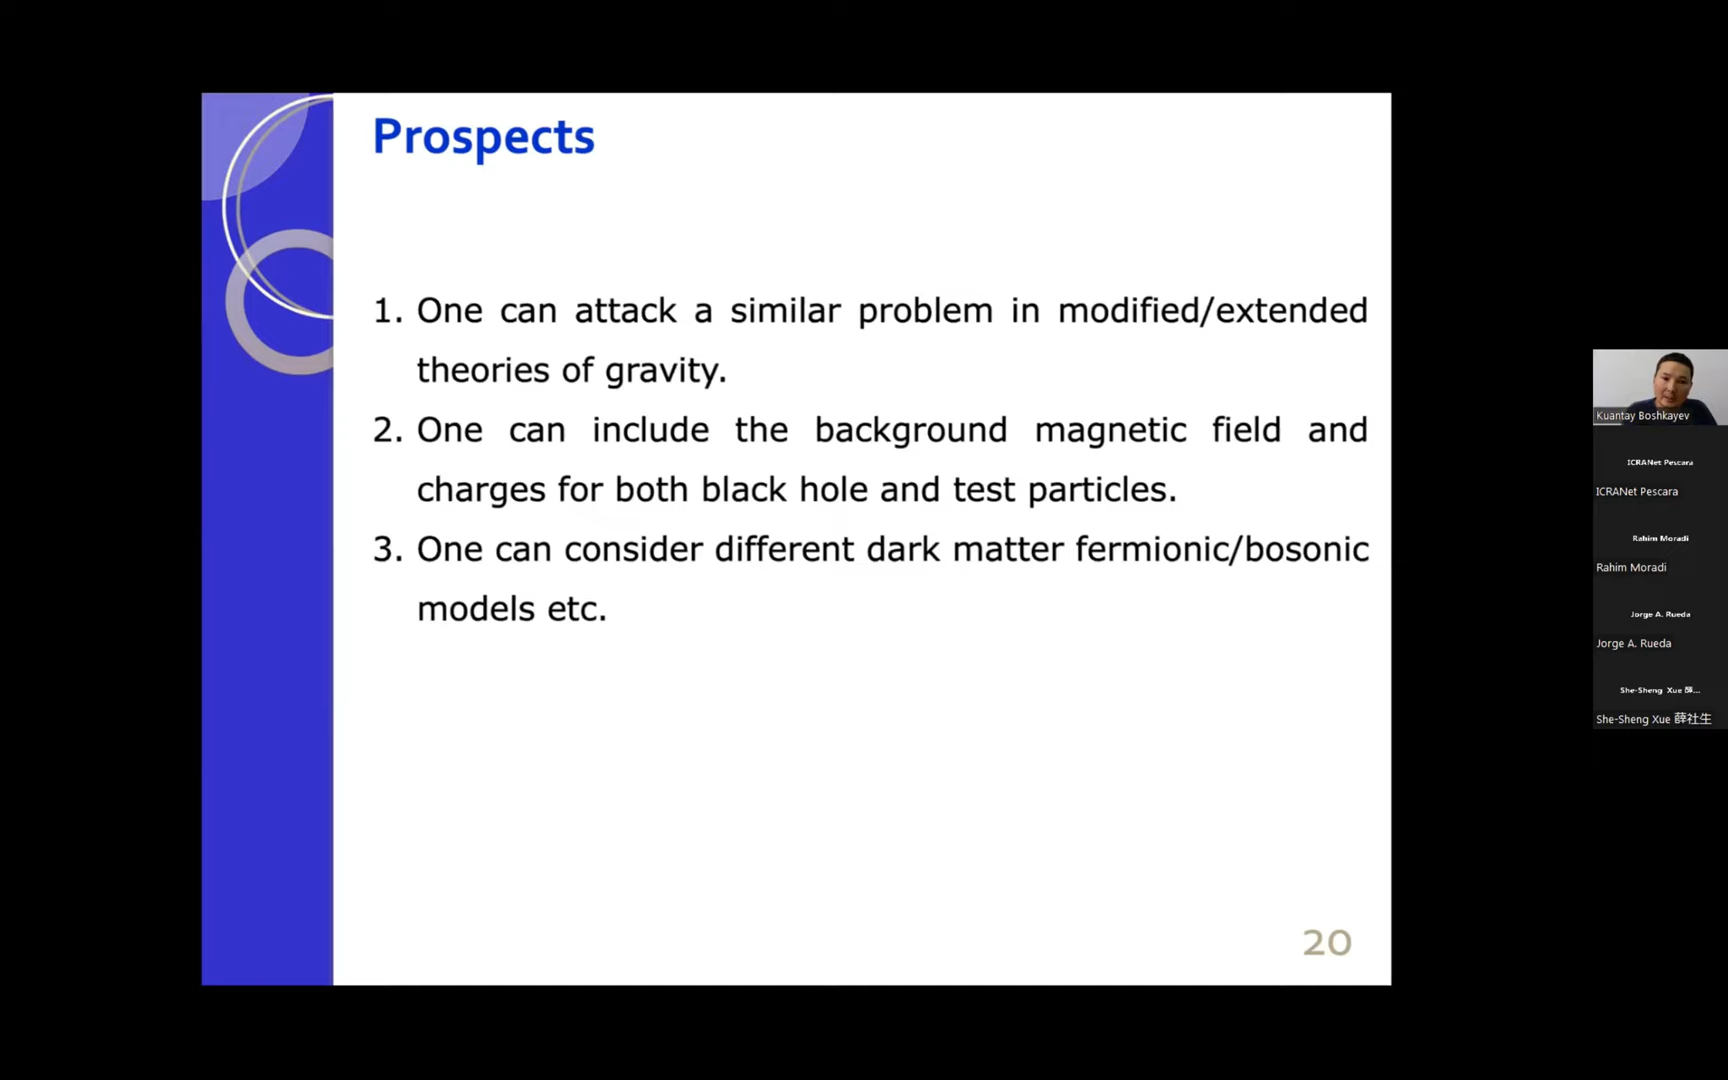 Prospects
1. One can attack a similar problem in modified/extended
theories of gravity.
2. One can include the background magnetic field and
charges for both black hole and test particles.
3. One can consider different dark matter fermionic/bosonic
models etc.
20
Kuantay Boshkayev
ICRANet Pescara
ICRANet Pescara
Rahim Moradi
Rahim Moradi
Jorge A. Rueda
Jorge A. Rueda
She-Sheng Xue 薛...
She-Sheng Xue 薛社生